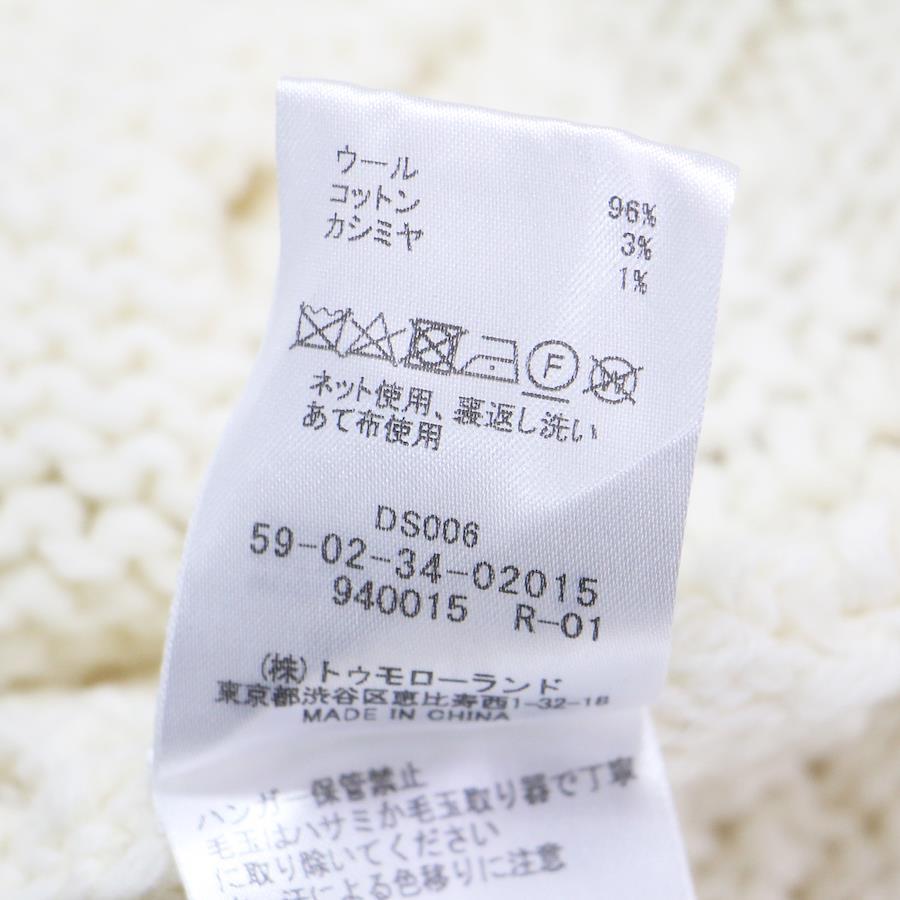 ウール 96%
コットン 3%
カシミヤ 1%
F
W
ネット使用、裏返し洗い
あて布使用
DS006
59-02-34-02015
940015 R-01
(株)トゥモローランド
東京都渋谷区恵比寿西1-32-18
MADE IN CHINA
ハンガー保管禁止
毛玉はハサミか毛玉取り器で丁寧
に取り除いてください
汗による色移りに注意